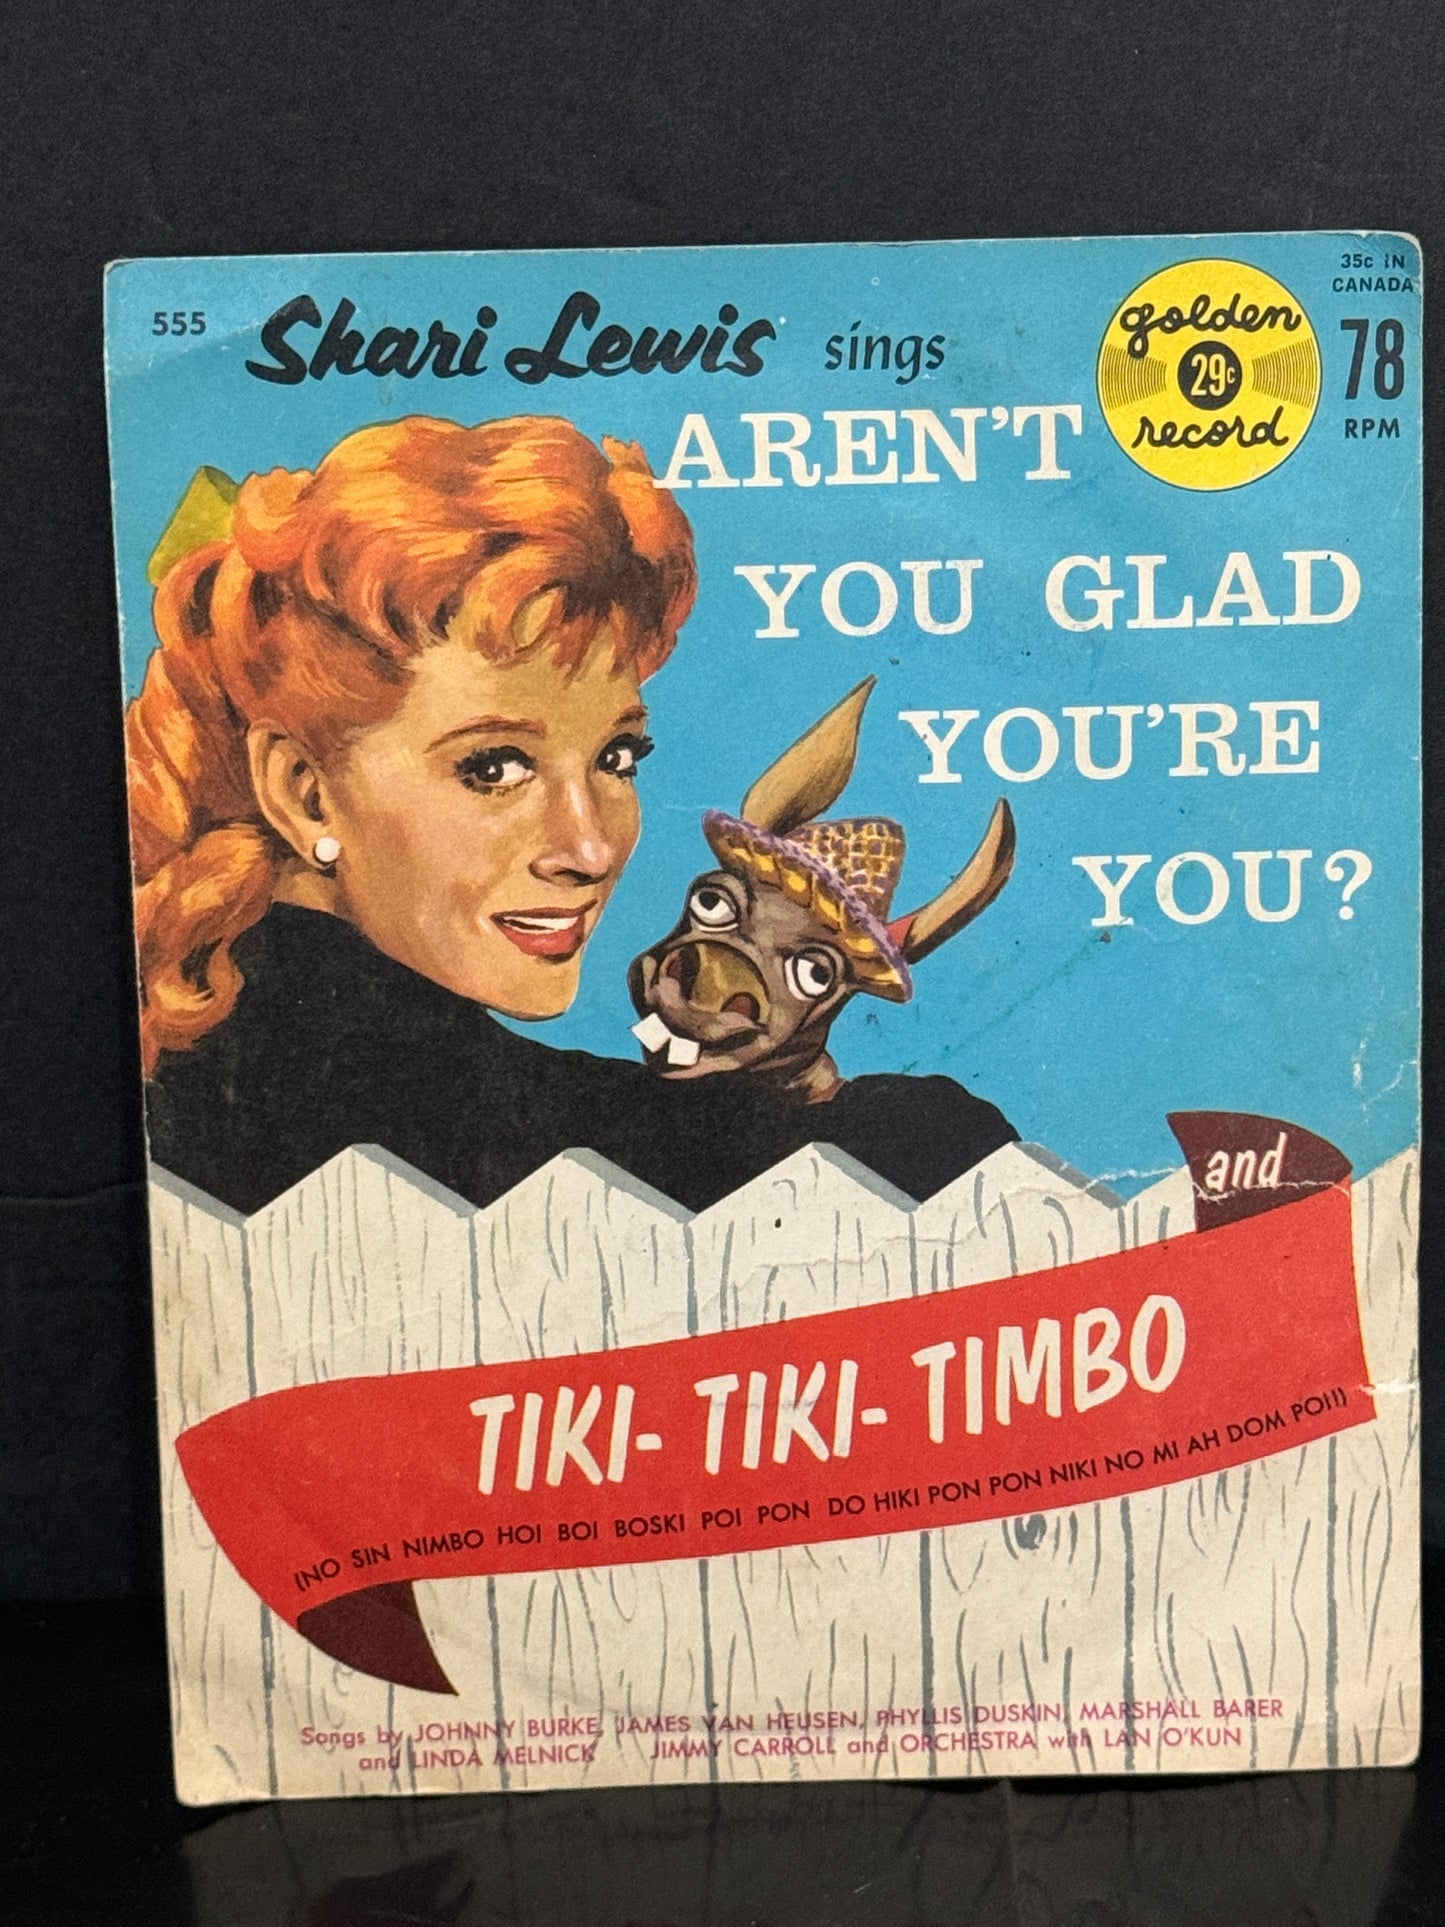 35c IN
CANADA
555 Shari Lewis sings
golden
29c
record
78
RPM
AREN'T
YOU GLAD
YOU'RE
YOU?
and
TIKI-TIKI-TIMBO
(NO SIN NIMBO HOI BOI BOSKI POI PON DO HIKI PON PON NIKI NO MI AH DOM POI!)
Songs by JOHNNY BURKE, JAMES VAN HEUSEN, PHYLLIS DUSKIN, MARSHALL BARER
and LINDA MELNICK JIMMY CARROLL and ORCHESTRA with LAN O'KUN